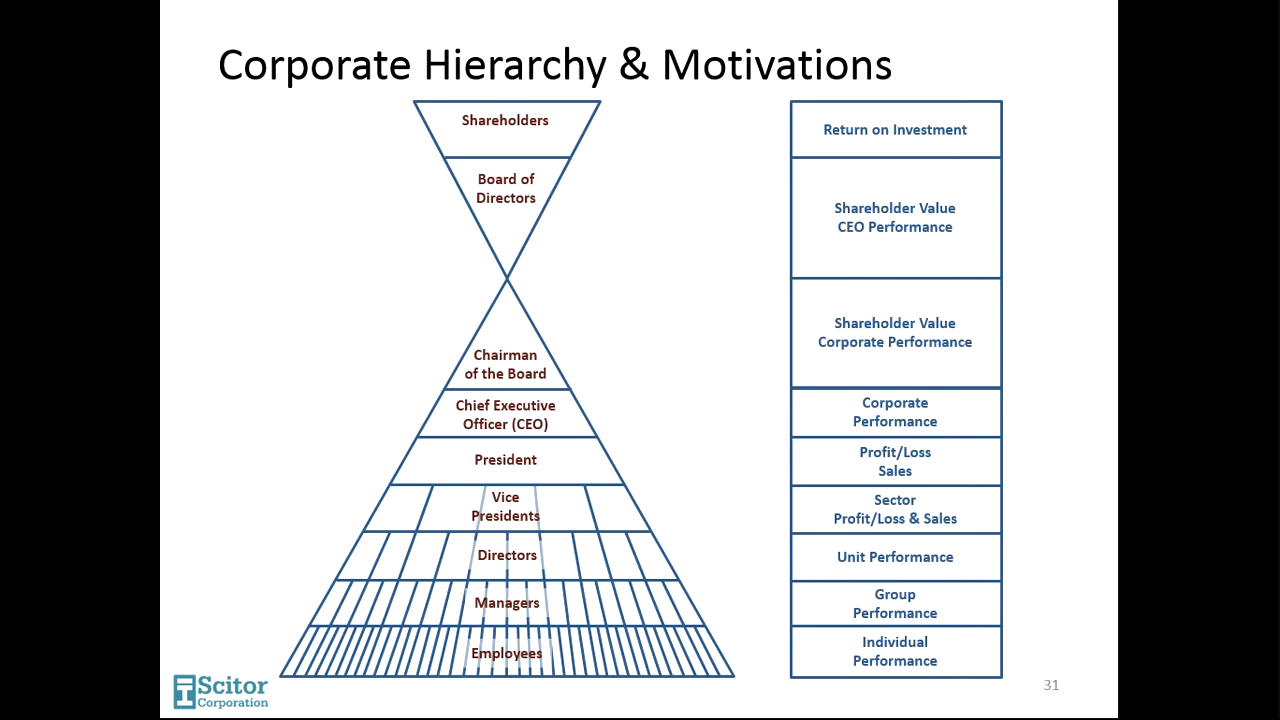 Corporate Hierarchy & Motivations
Shareholders
Board of
Directors
Chairman
of the Board
Chief Executive
Officer (CEO)
President
Vice
Presidents
Directors
Managers
Employees
Return on Investment
Shareholder Value
CEO Performance
Shareholder Value
Corporate Performance
Corporate
Performance
Profit/Loss
Sales
Sector
Profit/Loss & Sales
Unit Performance
Group
Performance
Individual
Performance
Scitor
Corporation
31